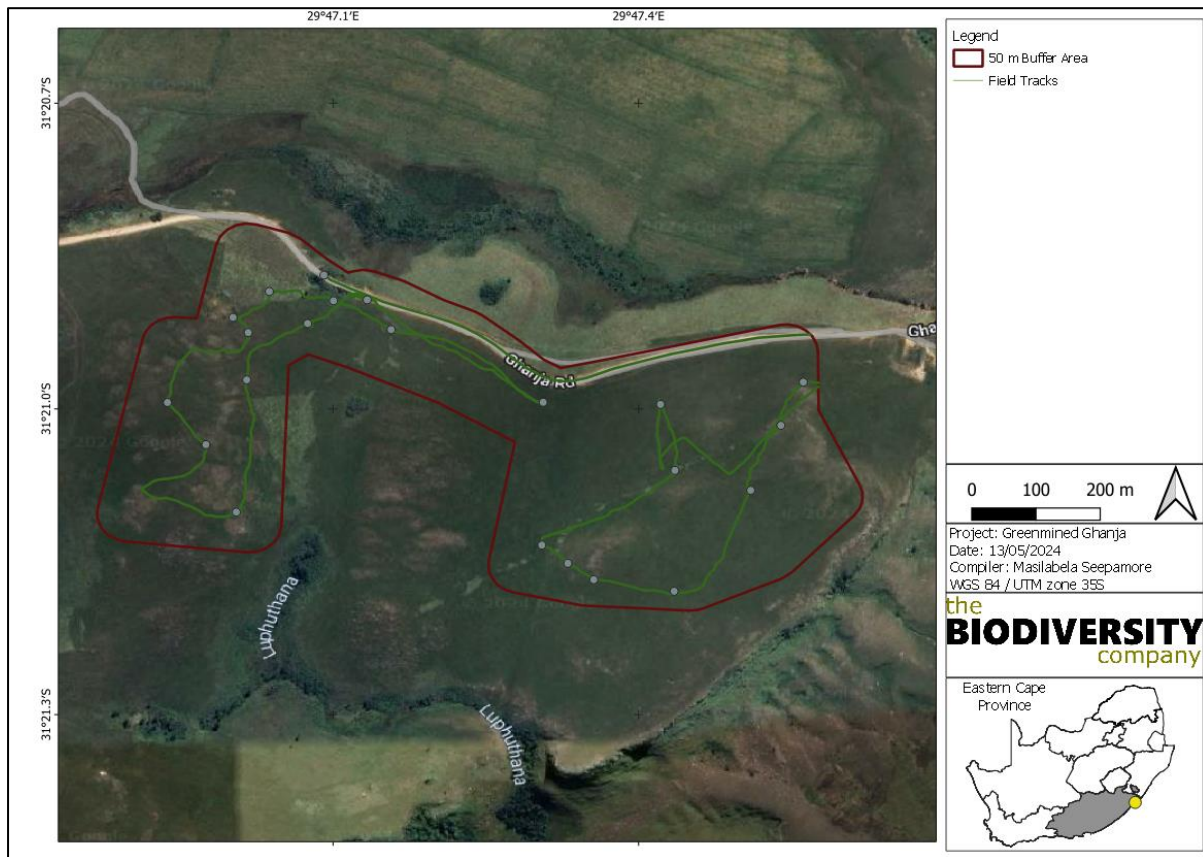 29°47.1'E
29°47.4'E
31°20.7'S
31°21.0'S
31°21.3'S
Ghanja Rd
Gha
Luphuthana
Luphuthana
Legend
50 m Buffer Area
Field Tracks
0 100 200 m
Project: Greenmined Ghanja
Date: 13/05/2024
Compiler: Masilabela Seepamore
WGS 84 / UTM zone 35S
the
BIODIVERSITY
company
Eastern Cape
Province